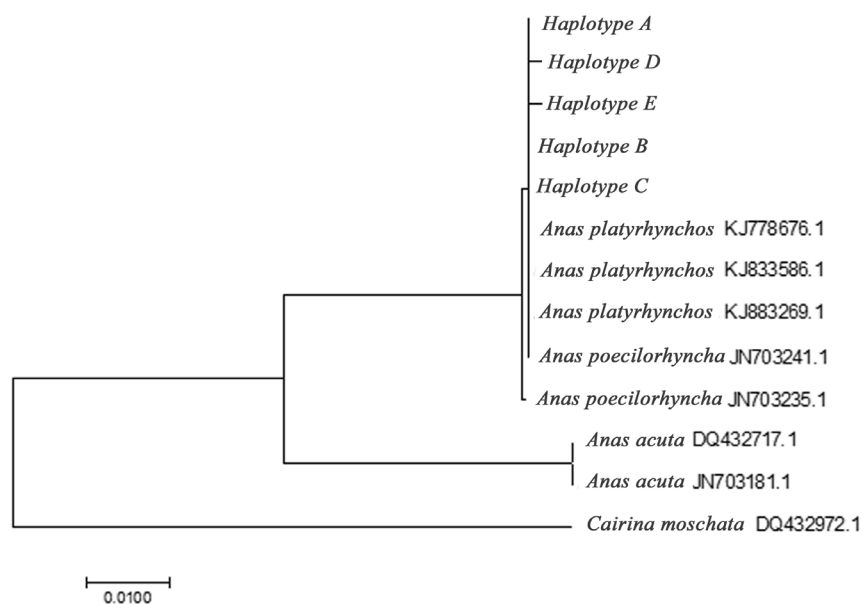 Haplotype A
Haplotype D
Haplotype E
Haplotype B
Haplotype C
Anas platyrhynchos KJ778676.1
Anas platyrhynchos KJ833586.1
Anas platyrhynchos KJ883269.1
Anas poecilorhyncha JN703241.1
Anas poecilorhyncha JN703235.1
Anas acuta DQ432717.1
Anas acuta JN703181.1
Cairina moschata DQ432972.1
0.0100